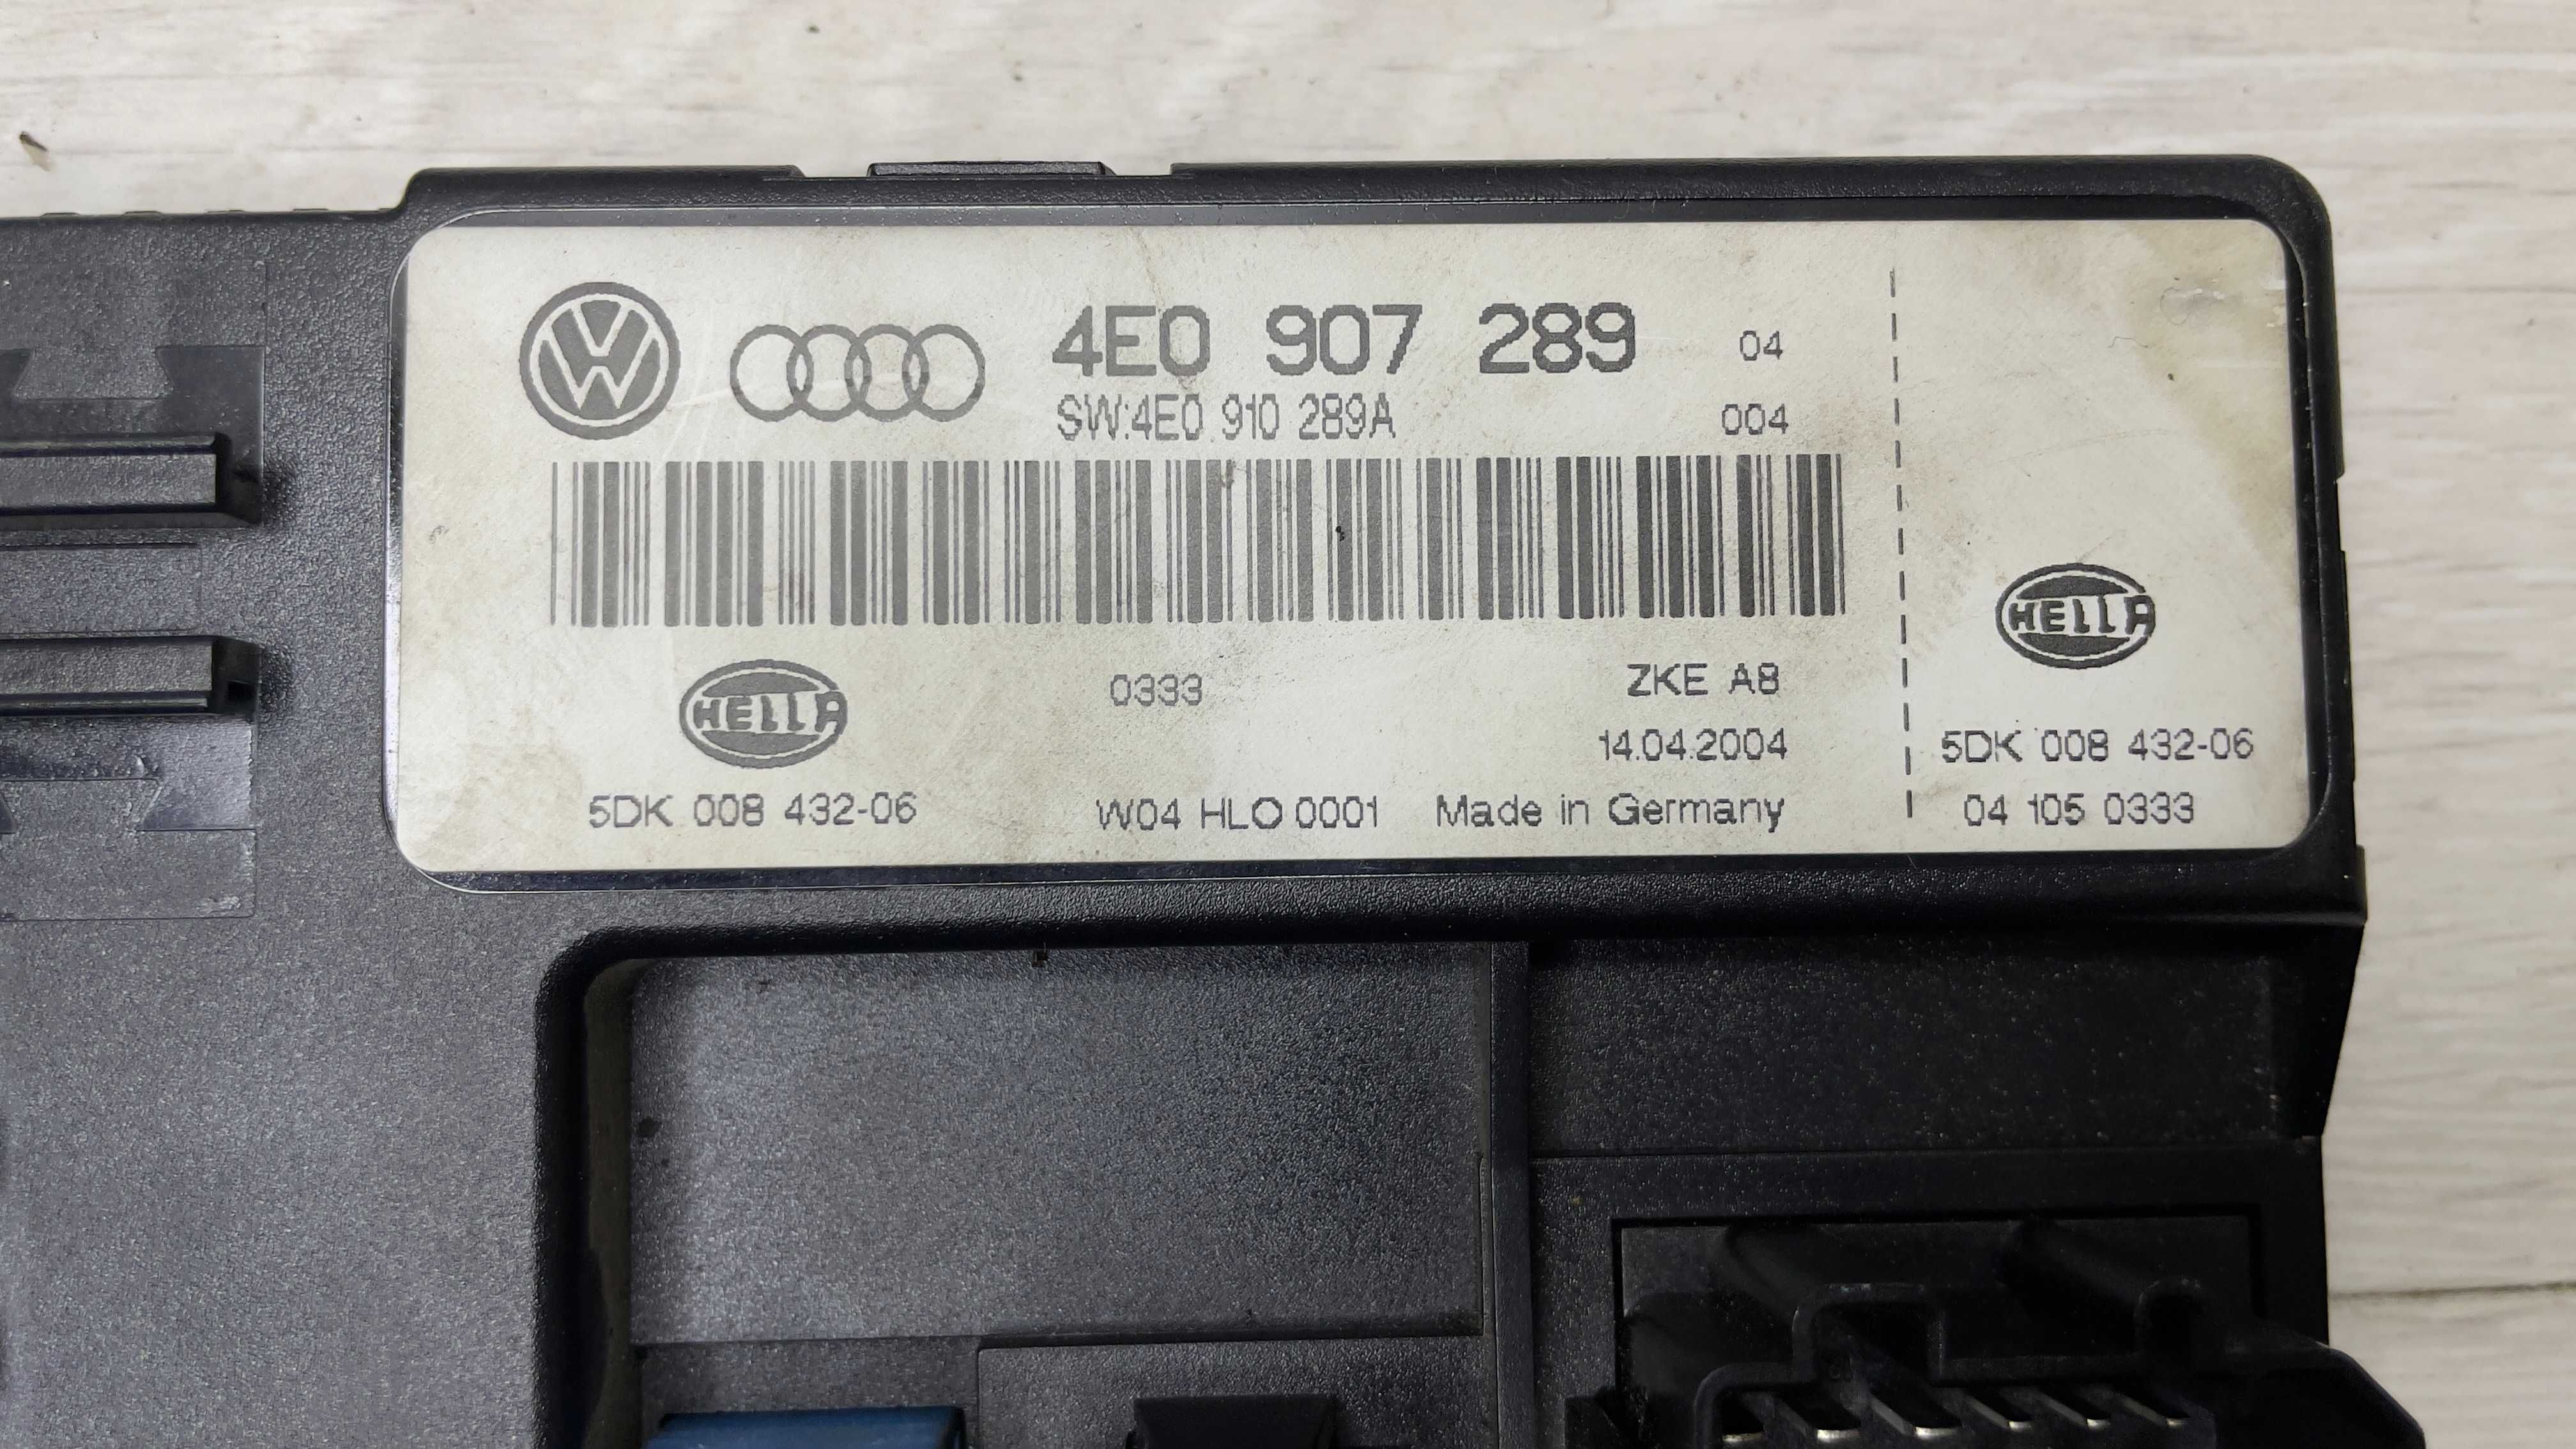 4E0 907 289 04
SW:4E0 910 289A 004
HELLA
0333
ZKE A8
14.04.2004
5DK 008 432-06
W04 HLO 0001
Made in Germany
HELLA
5DK 008 432-06
04 105 0333